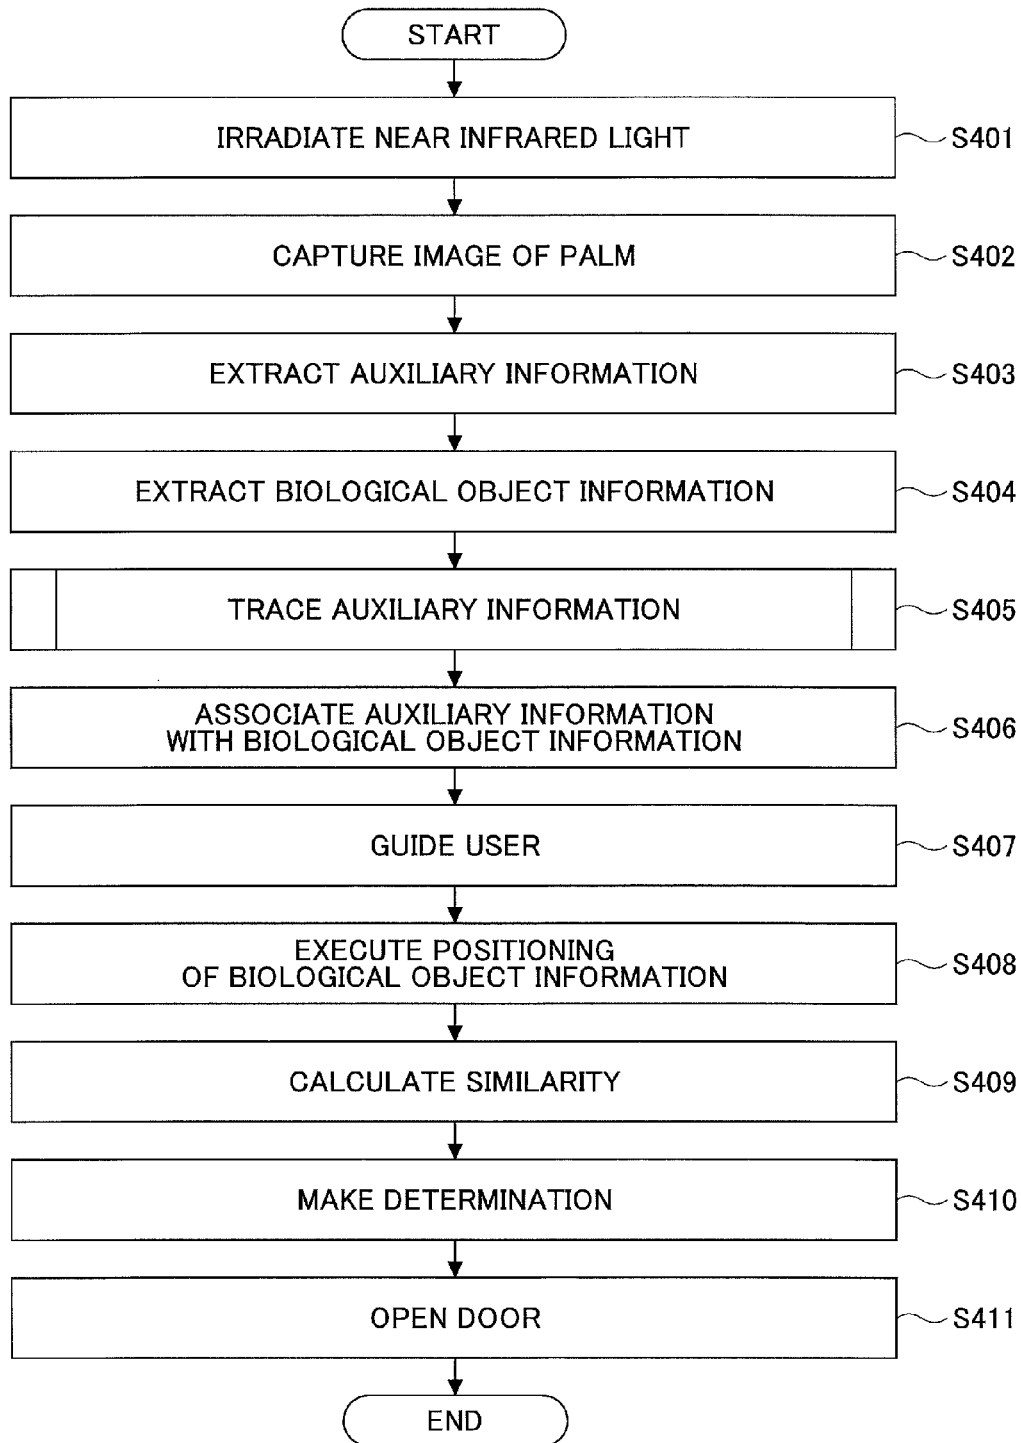 START
IRRADIATE NEAR INFRARED LIGHT
S401
CAPTURE IMAGE OF PALM
S402
EXTRACT AUXILIARY INFORMATION
S403
EXTRACT BIOLOGICAL OBJECT INFORMATION
S404
TRACE AUXILIARY INFORMATION
S405
ASSOCIATE AUXILIARY INFORMATION
WITH BIOLOGICAL OBJECT INFORMATION
S406
GUIDE USER
S407
EXECUTE POSITIONING
OF BIOLOGICAL OBJECT INFORMATION
S408
CALCULATE SIMILARITY
S409
MAKE DETERMINATION
S410
OPEN DOOR
S411
END